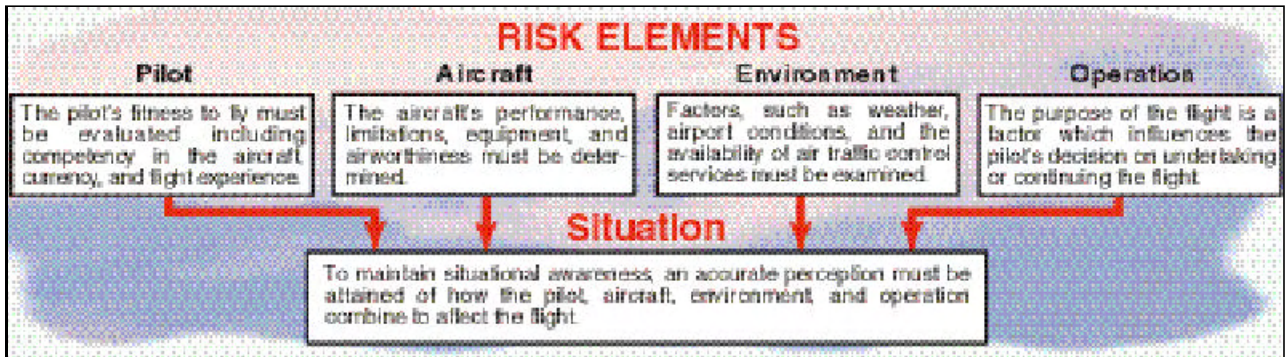 RISK ELEMENTS
Pilot
The pilot's fitness to fly must
be evaluated including
competency in the aircraft,
currency, and flight experience.
Aircraft
The aircraft's performance,
limitations, equipment, and
airworthiness must be deter-
mined.
Environment
Factors, such as weather,
airport conditions, and the
availability of air traffic control
services must be examined.
Operation
The purpose of the flight is a
factor which influences the
pilot's decision on undertaking
or continuing the flight.
Situation
To maintain situational awareness, an accurate perception must be
attained of how the pilot, aircraft, environment, and operation
combine to affect the flight.